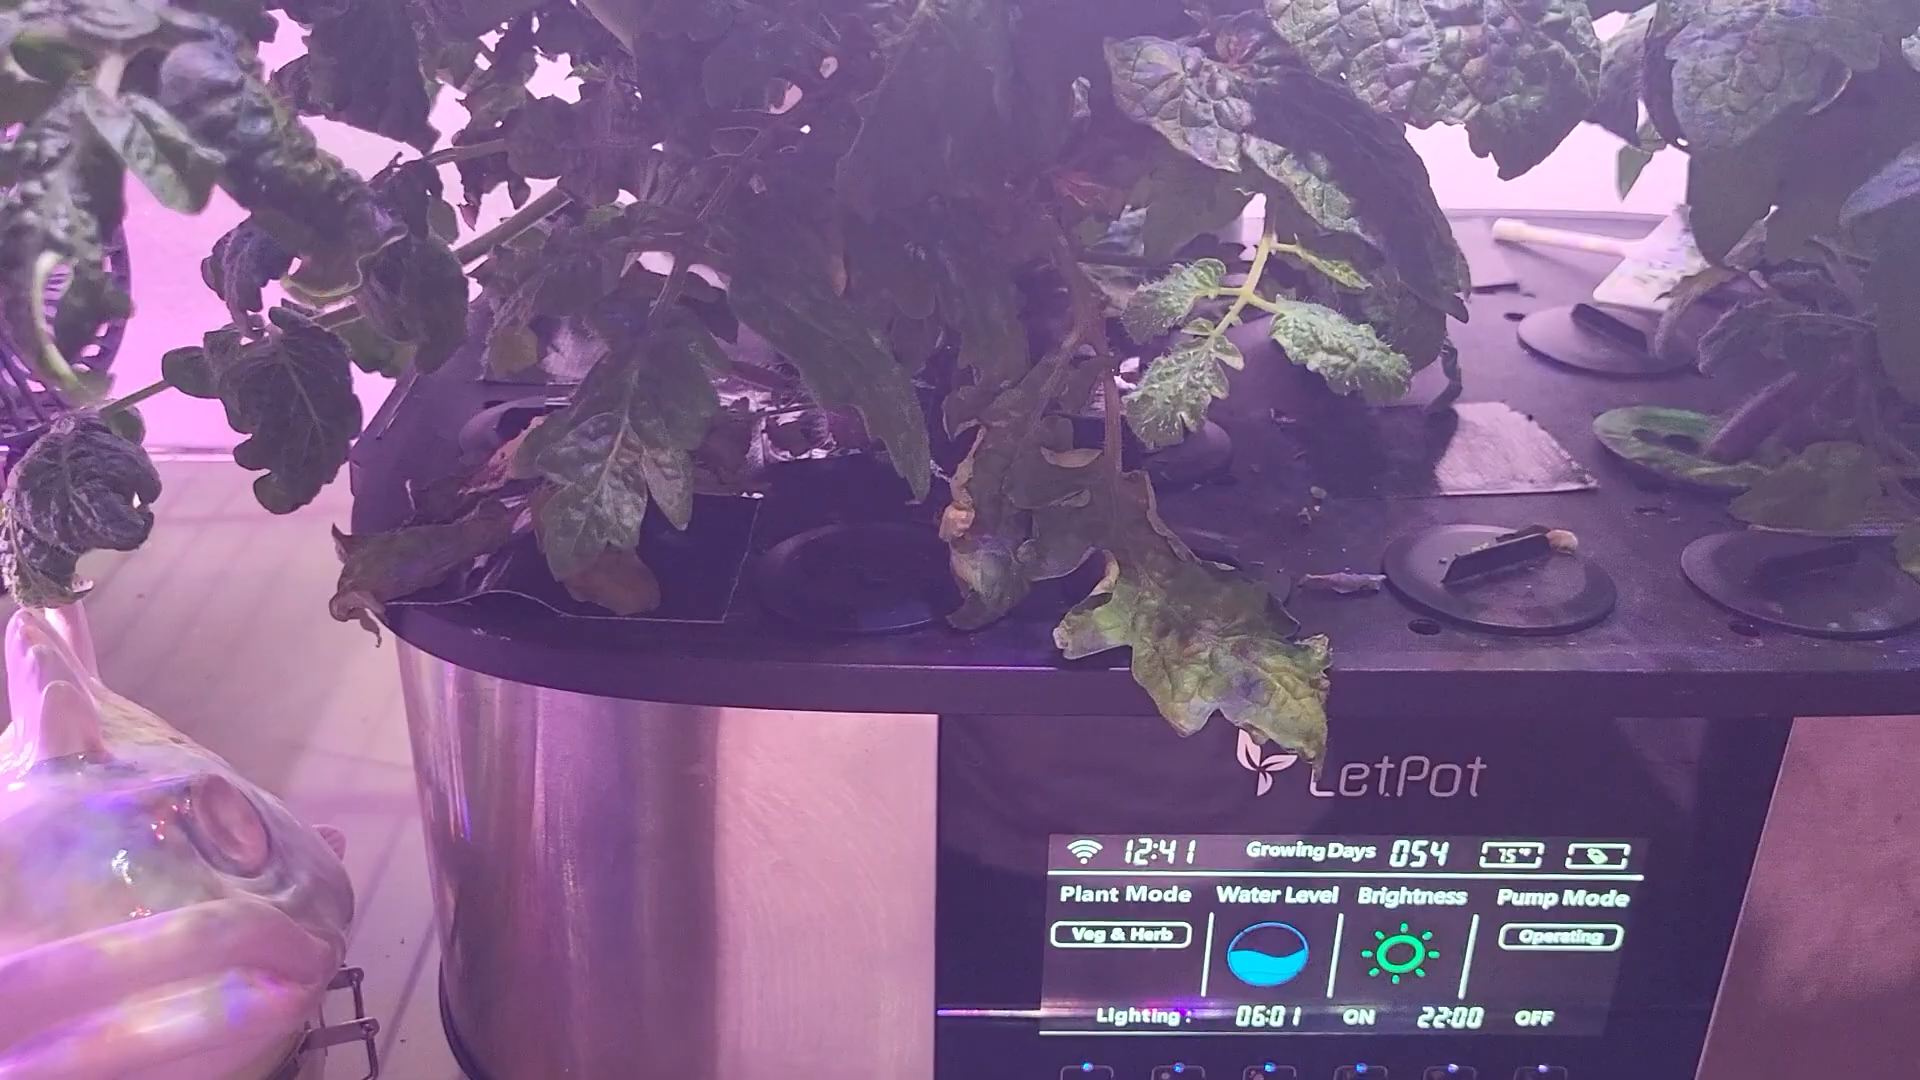 LetPot
12:41 Growing Days 054 75°F
Plant Mode Water Level Brightness Pump Mode
Veg & Herb Operating
Lighting : 06:01 ON 22:00 OFF